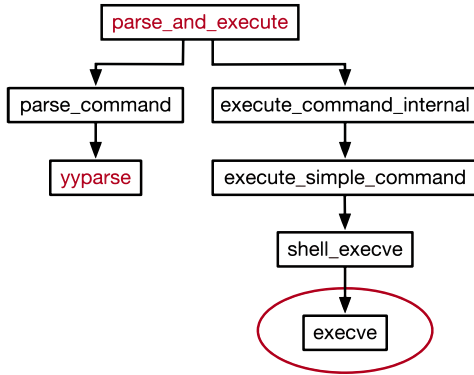 parse_and_execute
parse_command
execute_command_internal
yyparse
execute_simple_command
shell_execve
execve